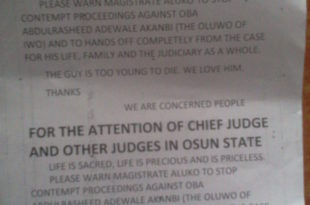 PLEASE WARN MAGISTRATE ALUKO TO STOP
CONTEMPT PROCEEDINGS AGAINST OBA
ABDULRASHEED ADEWALE AKANBI (THE OLUWO OF
IWO) AND TO HANDS OFF COMPLETELY FROM THE CASE
FOR HIS LIFE, FAMILY AND THE JUDICIARY AS A WHOLE.
THE GUY IS TOO YOUNG TO DIE. WE LOVE HIM.
THANKS
WE ARE CONCERNED PEOPLE
FOR THE ATTENTION OF CHIEF JUDGE
AND OTHER JUDGES IN OSUN STATE
LIFE IS SACRED, LIFE IS PRECIOUS AND IS PRICELESS.
PLEASE WARN MAGISTRATE ALUKO TO STOP
CONTEMPT PROCEEDINGS AGAINST OBA
ABDULRASHEED ADEWALE AKANBI (THE OLUWO OF